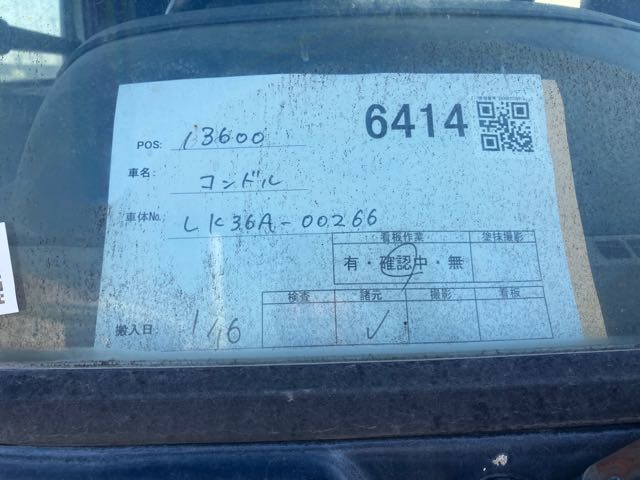 6414
POS: 13600
車名: コンドル
車体No. LK36A-00266
看板作業 塗抹撮影
有・確認中・無
検査 諸元 撮影 看板
搬入日: 1/16 ✓